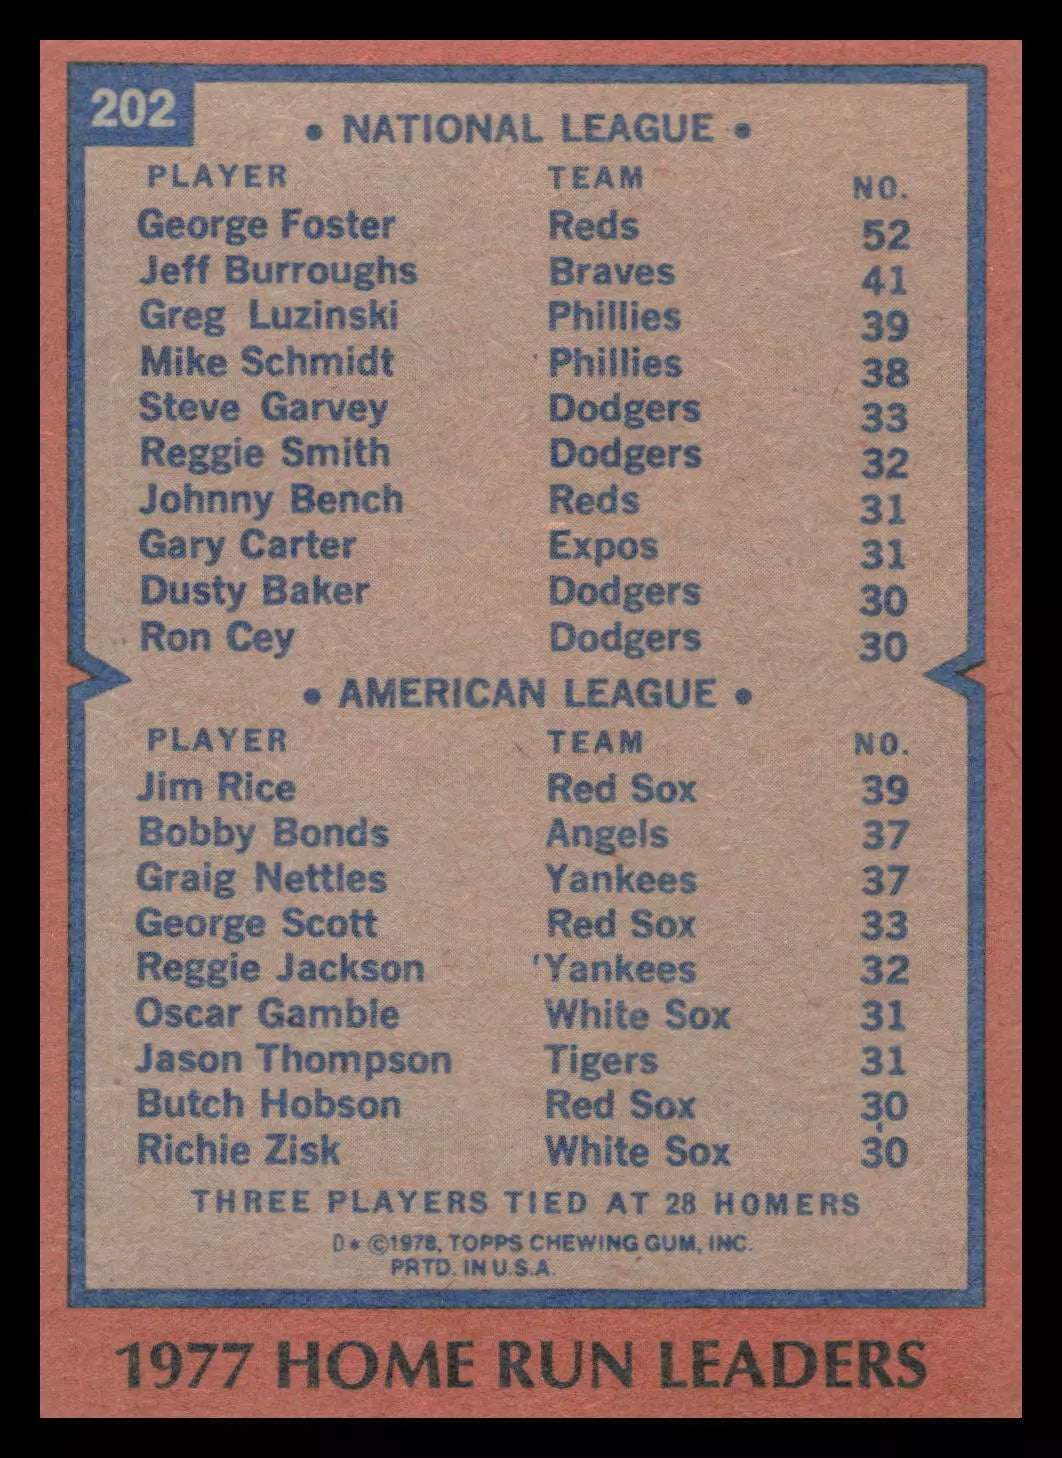 202
• NATIONAL LEAGUE •
PLAYER TEAM NO.
George Foster Reds 52
Jeff Burroughs Braves 41
Greg Luzinski Phillies 39
Mike Schmidt Phillies 38
Steve Garvey Dodgers 33
Reggie Smith Dodgers 32
Johnny Bench Reds 31
Gary Carter Expos 31
Dusty Baker Dodgers 30
Ron Cey Dodgers 30
• AMERICAN LEAGUE •
PLAYER TEAM NO.
Jim Rice Red Sox 39
Bobby Bonds Angels 37
Graig Nettles Yankees 37
George Scott Red Sox 33
Reggie Jackson 'Yankees 32
Oscar Gamble White Sox 31
Jason Thompson Tigers 31
Butch Hobson Red Sox 30
Richie Zisk White Sox 30
THREE PLAYERS TIED AT 28 HOMERS
D* ©1978, TOPPS CHEWING GUM, INC.
PRTD. IN U.S.A.
1977 HOME RUN LEADERS